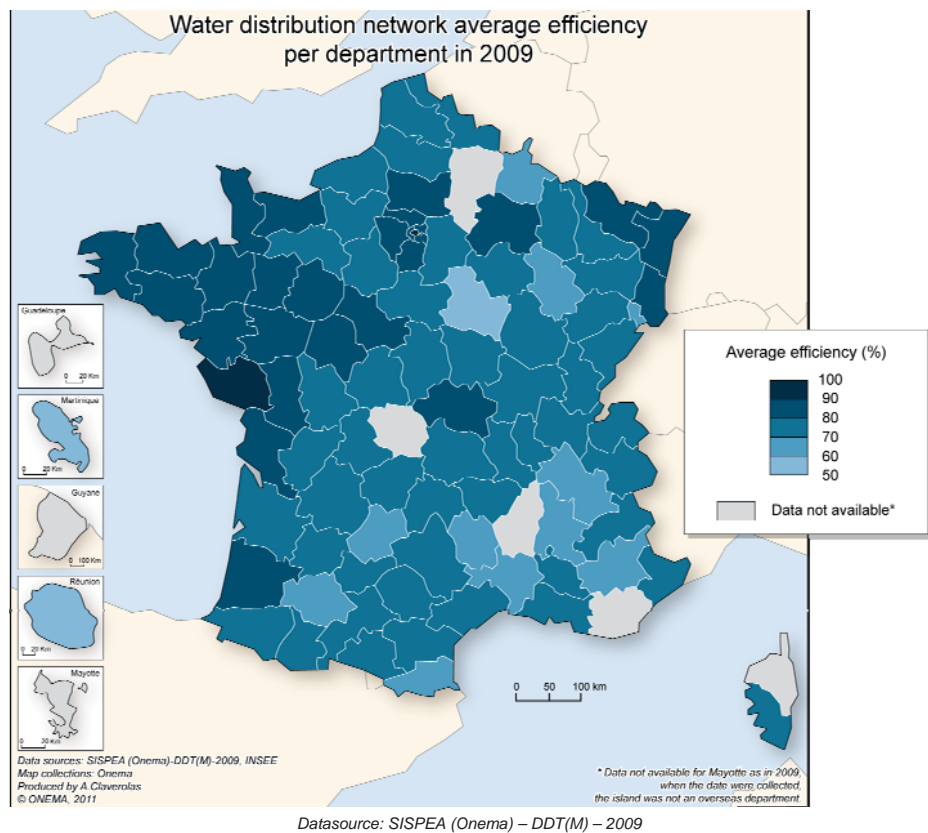 Water distribution network average efficiency
per department in 2009
Guadeloupe
0 20 Km
Martinique
0 20 Km
Guyane
0 100 Km
Réunion
0 20 Km
Mayotte
0 20 Km
Average efficiency (%)
100
90
80
70
60
50
Data not available*
0 50 100 km
Data sources: SISPEA (Onema)-DDT(M)-2009, INSEE
Map collections: Onema
Produced by A.Claverolas
© ONEMA, 2011
* Data not available for Mayotte as in 2009,
when the date were collected,
the island was not an overseas department.
Datasource: SISPEA (Onema) – DDT(M) – 2009